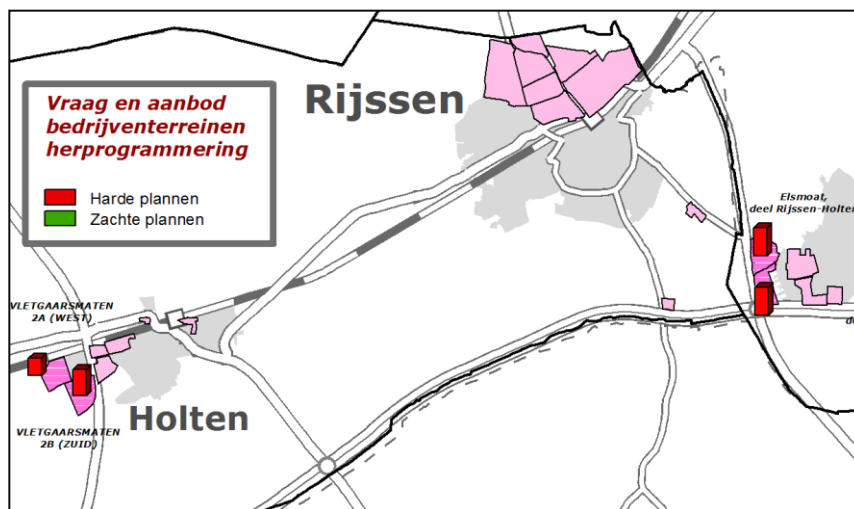 Rijssen
Vraag en aanbod
bedrijventerreinen
herprogrammering
Harde plannen
Zachte plannen
Elsmoat,
deel Rijssen-Holten
VLETGAARSMATEN
2A (WEST)
Holten
VLETGAARSMATEN
2B (ZUID)